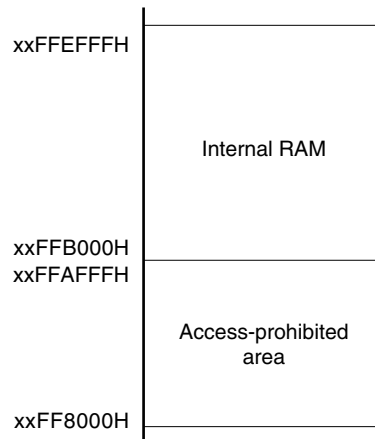 xxFFEFFFH
Internal RAM
xxFFB000H
xxFFAFFFH
Access-prohibited
area
xxFF8000H